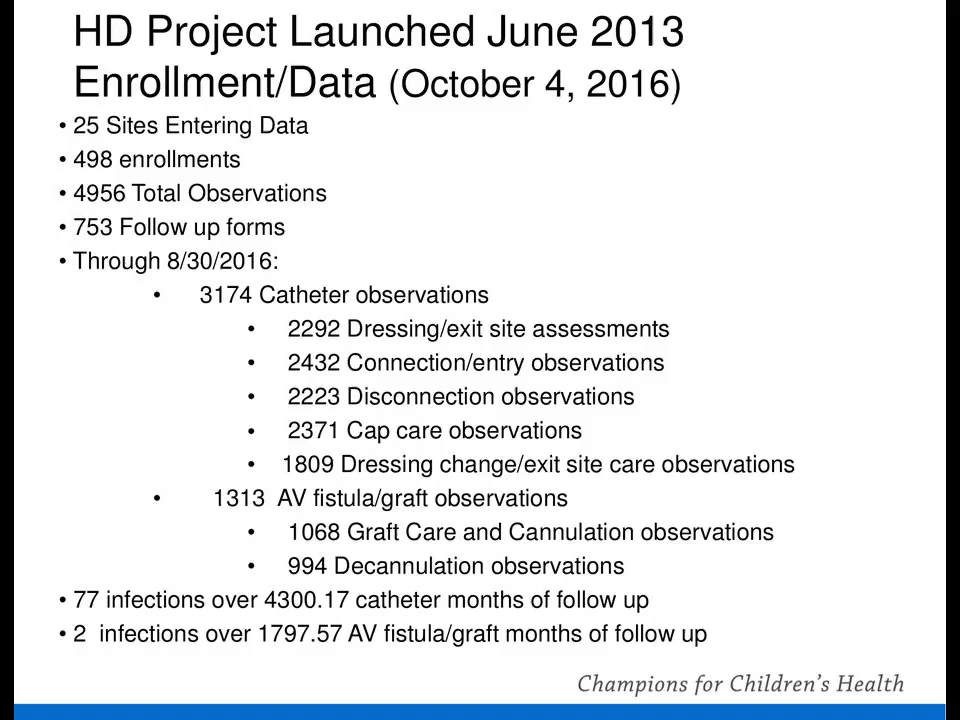 HD Project Launched June 2013
Enrollment/Data (October 4, 2016)
• 25 Sites Entering Data
• 498 enrollments
• 4956 Total Observations
• 753 Follow up forms
• Through 8/30/2016:
• 3174 Catheter observations
• 2292 Dressing/exit site assessments
• 2432 Connection/entry observations
• 2223 Disconnection observations
• 2371 Cap care observations
• 1809 Dressing change/exit site care observations
• 1313 AV fistula/graft observations
• 1068 Graft Care and Cannulation observations
• 994 Decannulation observations
• 77 infections over 4300.17 catheter months of follow up
• 2 infections over 1797.57 AV fistula/graft months of follow up
Champions for Children's Health